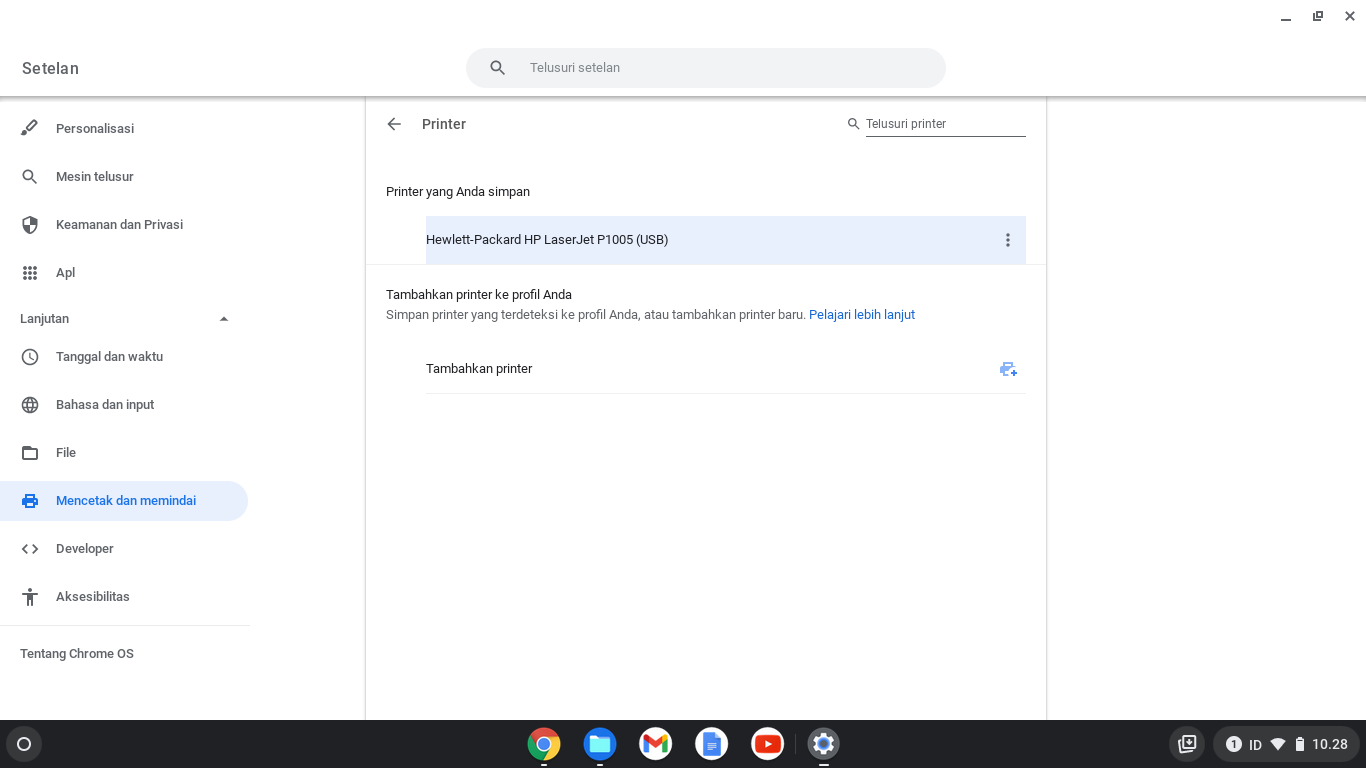 Setelan
Telusuri setelan
Personalisasi
Mesin telusur
Keamanan dan Privasi
Apl
Lanjutan
Tanggal dan waktu
Bahasa dan input
File
Mencetak dan memindai
Developer
Aksesibilitas
Tentang Chrome OS
Printer
Telusuri printer
Printer yang Anda simpan
Hewlett-Packard HP LaserJet P1005 (USB)
Tambahkan printer ke profil Anda
Simpan printer yang terdeteksi ke profil Anda, atau tambahkan printer baru. Pelajari lebih lanjut
Tambahkan printer
1 ID 10.28